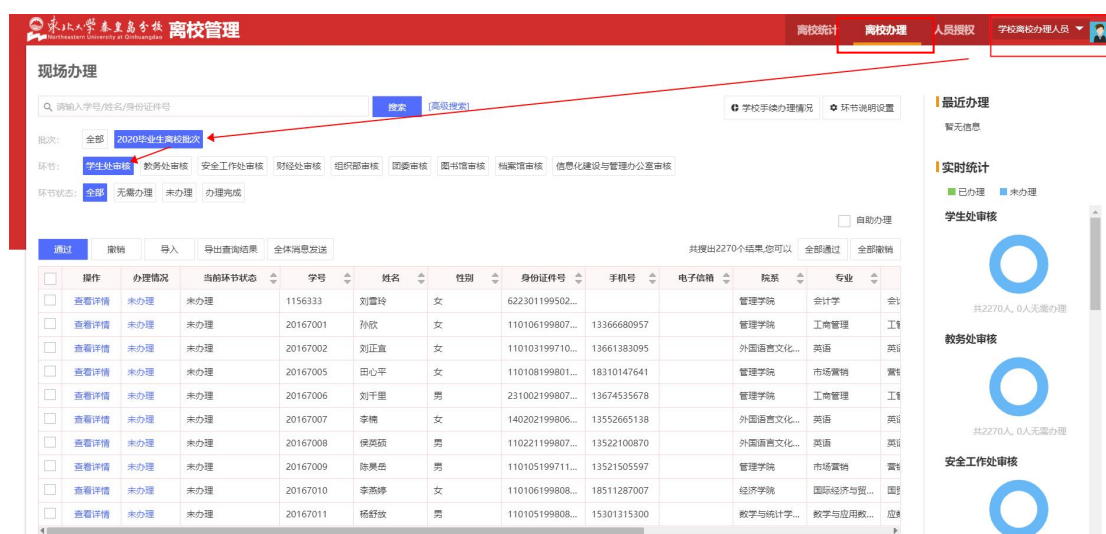 東北大学秦皇岛分校 离校管理 离校统计 离校办理 人员授权 学校离校办理人员
Northeastern University at Qinhuangdao
现场办理
请输入学号/姓名/身份证件号 搜索 [高级搜索] 学校手续办理情况 环节说明设置
批次: 全部 2020毕业生离校批次
环节: 学生处审核 教务处审核 安全工作处审核 财经处审核 组织部审核 团委审核 图书馆审核 档案馆审核 信息化建设与管理办公室审核
环节状态: 全部 无需办理 未办理 办理完成
自助办理
通过 撤销 导入 导出查询结果 全体消息发送 共搜出2270个结果,您可以 全部通过 全部撤销
操作 办理情况 当前环节状态 学号 姓名 性别 身份证件号 手机号 电子信箱 院系 专业
查看详情 未办理 未办理 1156333 刘雪玲 女 622301199502... 管理学院 会计学 会计
查看详情 未办理 未办理 20167001 孙欣 女 110106199807... 13366680957 管理学院 工商管理 工管
查看详情 未办理 未办理 20167002 刘正宜 女 110103199710... 13661383095 外国语言文化... 英语 英语
查看详情 未办理 未办理 20167005 田心平 女 110108199801... 18310147641 管理学院 市场营销 营销
查看详情 未办理 未办理 20167006 刘千里 男 231002199807... 13674535678 管理学院 工商管理 工管
查看详情 未办理 未办理 20167007 李楠 女 140202199806... 13552665138 外国语言文化... 英语 英语
查看详情 未办理 未办理 20167008 侯英硕 男 110221199807... 13522100870 外国语言文化... 英语 英语
查看详情 未办理 未办理 20167009 陈昊岳 男 110105199711... 13521505597 管理学院 市场营销 营销
查看详情 未办理 未办理 20167010 李燕婷 女 110106199808... 18511287007 经济学院 国际经济与贸... 国贸
查看详情 未办理 未办理 20167011 杨舒放 男 110105199808... 15301315300 数学与统计学... 数学与应用数... 应数
最近办理
暂无信息
实时统计
已办理 未办理
学生处审核
共2270人, 0人无需办理
教务处审核
共2270人, 0人无需办理
安全工作处审核